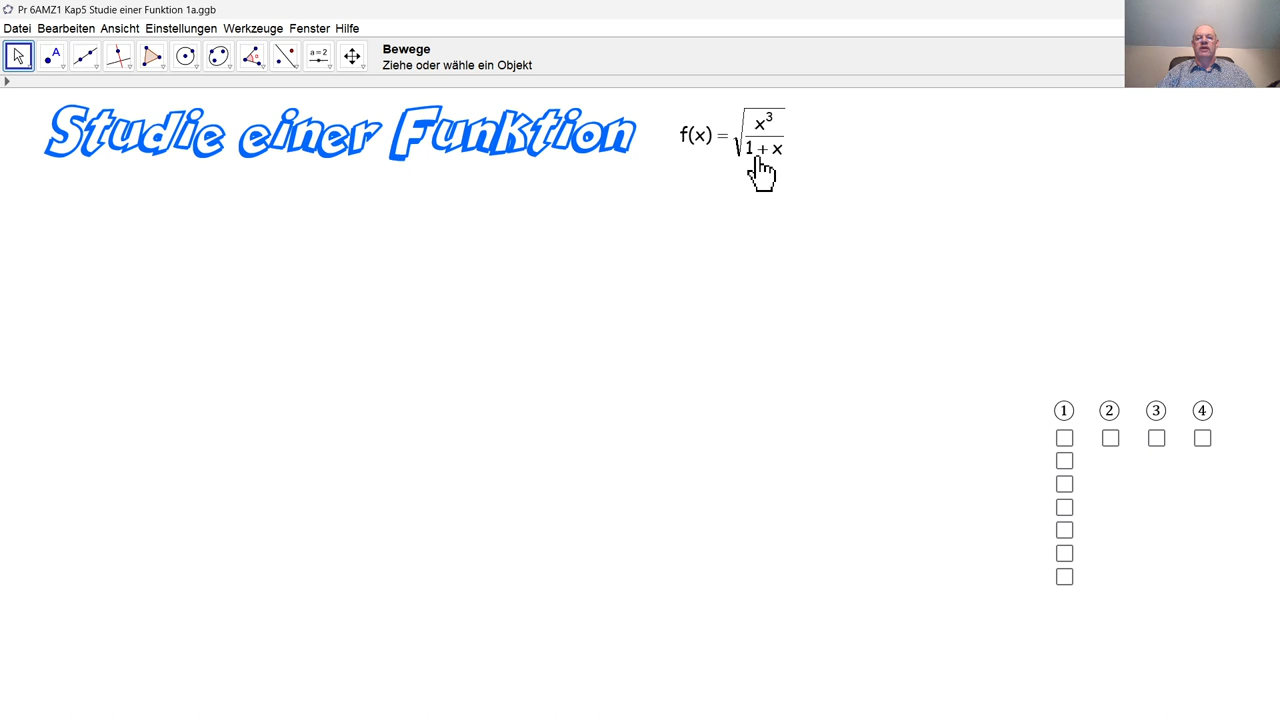 Pr 6AMZ1 Kap5 Studie einer Funktion 1a.ggb
Datei Bearbeiten Ansicht Einstellungen Werkzeuge Fenster Hilfe
A
a=2
Bewege
Ziehe oder wähle ein Objekt
Studie einer Funktion
f(x) = √(x³/(1 + x))
① ② ③ ④